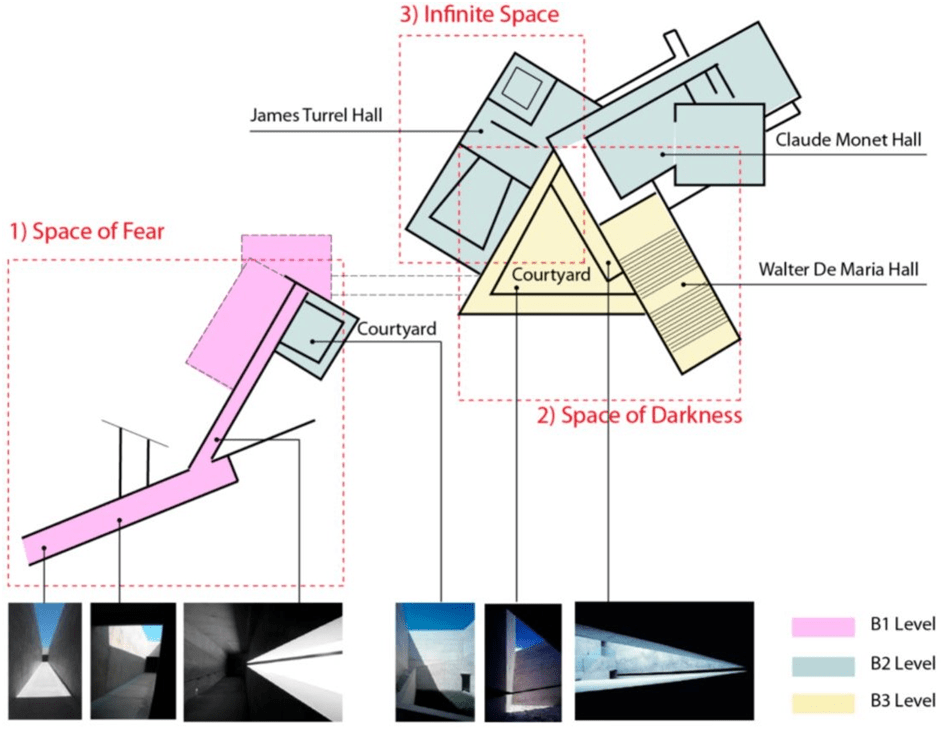 3) Infinite Space
James Turrel Hall
Claude Monet Hall
1) Space of Fear
Walter De Maria Hall
Courtyard
Courtyard
2) Space of Darkness
B1 Level
B2 Level
B3 Level